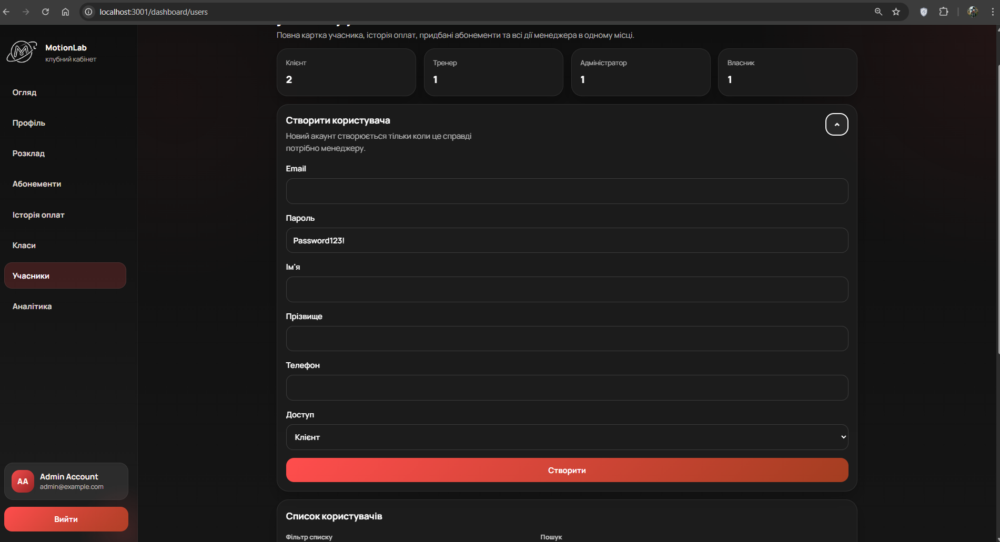 localhost:3001/dashboard/users
MotionLab
клубний кабінет
Огляд
Профіль
Розклад
Абонементи
Історія оплат
Класи
Учасники
Аналітика
AA
Admin Account
admin@example.com
Вийти
Повна картка учасника, історія оплат, придбані абонементи та всі дії менеджера в одному місці.
Клієнт
2
Тренер
1
Адміністратор
1
Власник
1
Створити користувача
Новий акаунт створюється тільки коли це справді
потрібно менеджеру.
Email
Пароль
Password123!
Ім'я
Прізвище
Телефон
Доступ
Клієнт
Створити
Список користувачів
Фільтр списку
Пошук